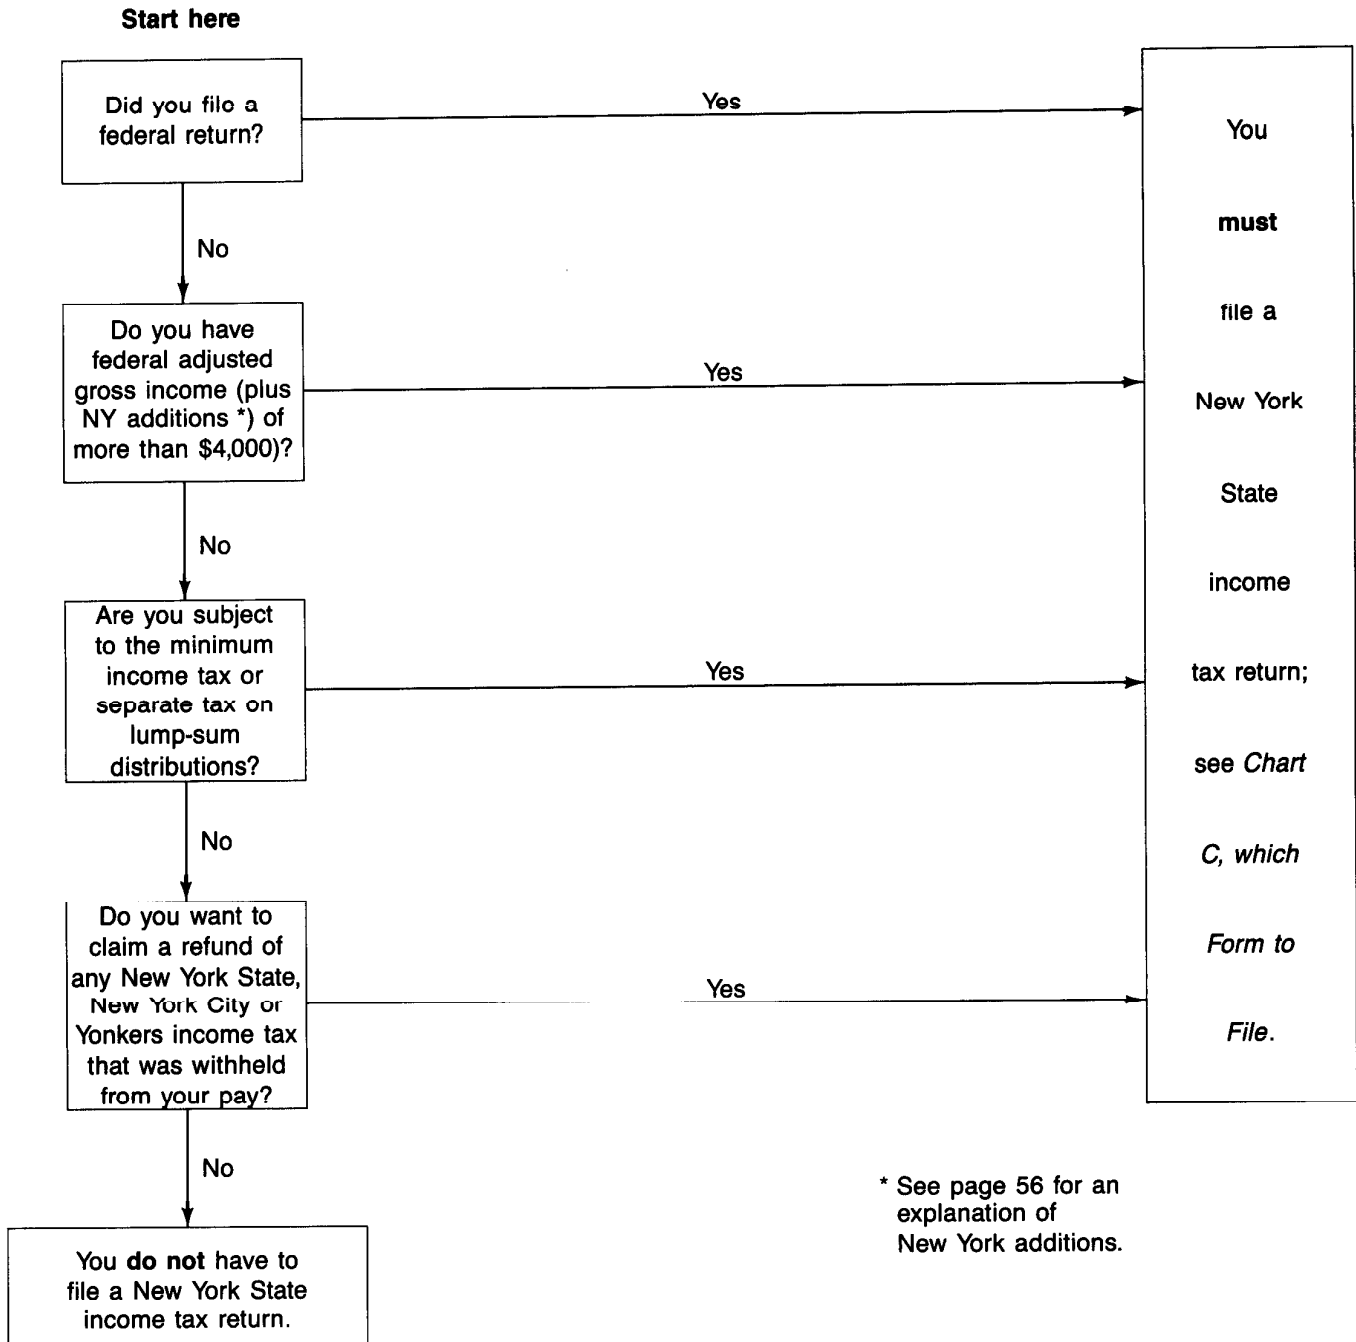 Start here
Did you file a
federal return?
Yes
No
Do you have
federal adjusted
gross income (plus
NY additions *) of
more than $4,000)?
Yes
No
Are you subject
to the minimum
income tax or
separate tax on
lump-sum
distributions?
Yes
No
Do you want to
claim a refund of
any New York State,
New York City or
Yonkers income tax
that was withheld
from your pay?
Yes
No
You do not have to
file a New York State
income tax return.
You
must
file a
New York
State
income
tax return;
see Chart
C, which
Form to
File.
* See page 56 for an
explanation of
New York additions.